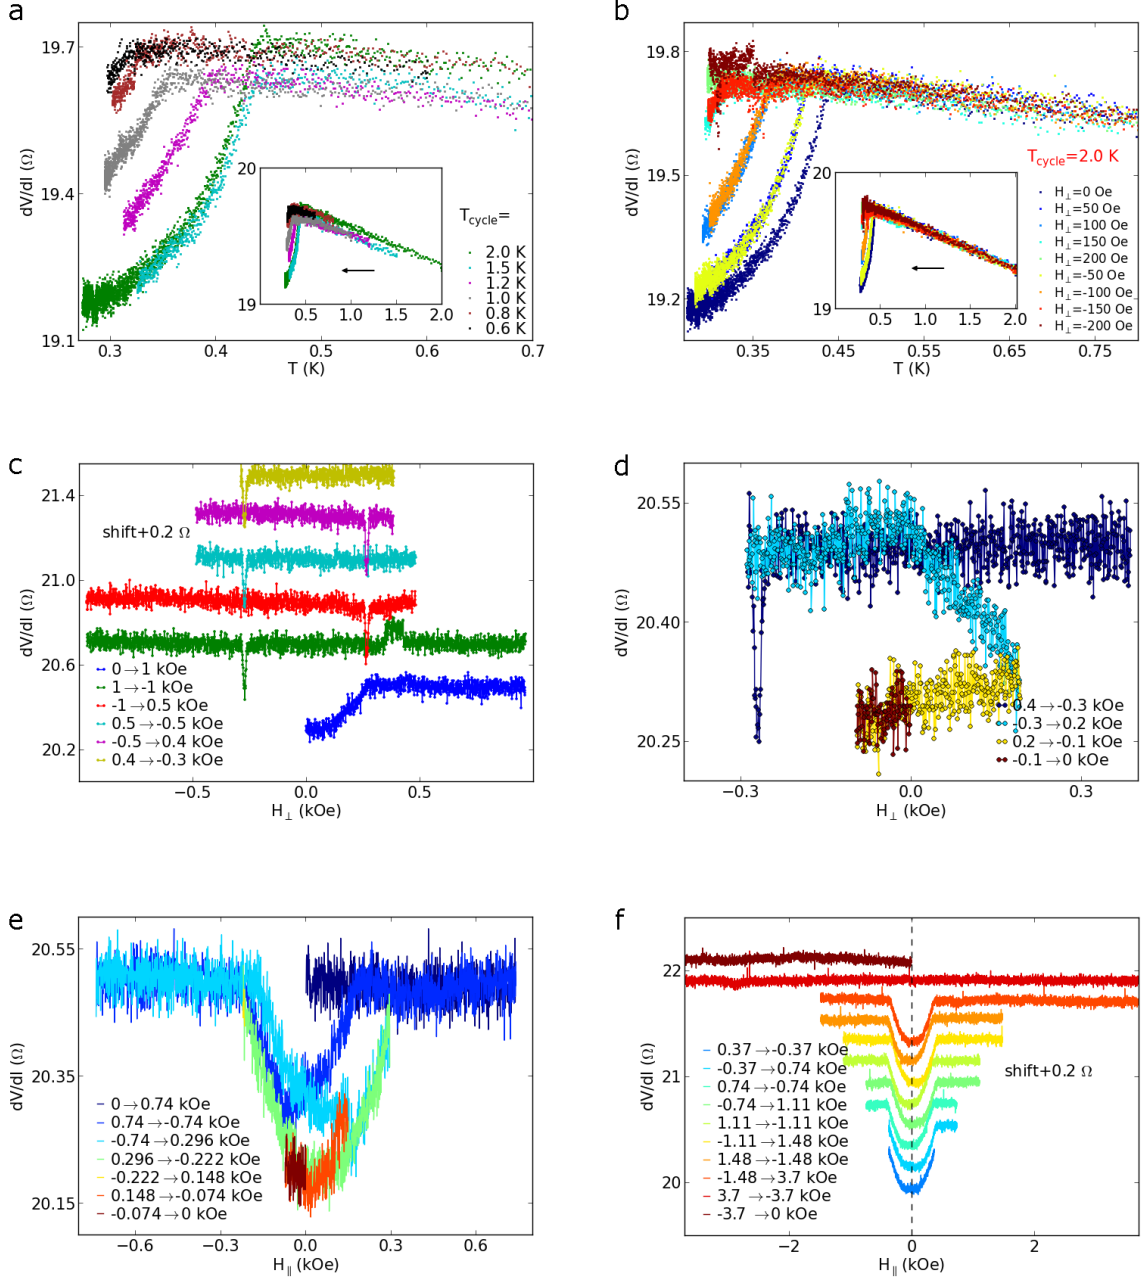 a
19.7
19.4
19.1
dV/dI (Ω)
0.3 0.4 0.5 0.6 0.7
T (K)
20
19
0.5 1.0 1.5 2.0
T_cycle=
2.0 K
1.5 K
1.2 K
1.0 K
0.8 K
0.6 K
b
19.8
19.5
19.2
dV/dI (Ω)
0.35 0.45 0.55 0.65 0.75
T (K)
20
19
0.5 1.0 1.5 2.0
T_cycle=2.0 K
H⊥=0 Oe
H⊥=50 Oe
H⊥=100 Oe
H⊥=150 Oe
H⊥=200 Oe
H⊥=-50 Oe
H⊥=-100 Oe
H⊥=-150 Oe
H⊥=-200 Oe
c
21.4
21.0
20.6
20.2
dV/dI (Ω)
shift+0.2 Ω
0→1 kOe
1→-1 kOe
-1→0.5 kOe
0.5→-0.5 kOe
-0.5→0.4 kOe
0.4→-0.3 kOe
−0.5 0.0 0.5
H⊥ (kOe)
d
20.55
20.40
20.25
dV/dI (Ω)
0.4→-0.3 kOe
-0.3→0.2 kOe
0.2→-0.1 kOe
-0.1→0 kOe
−0.3 0.0 0.3
H⊥ (kOe)
e
20.55
20.35
20.15
dV/dI (Ω)
0→0.74 kOe
0.74→-0.74 kOe
-0.74→0.296 kOe
0.296→-0.222 kOe
-0.222→0.148 kOe
0.148→-0.074 kOe
-0.074→0 kOe
−0.6 −0.3 0.0 0.3 0.6
H∥ (kOe)
f
22
21
20
dV/dI (Ω)
0.37→-0.37 kOe
-0.37→0.74 kOe
0.74→-0.74 kOe
-0.74→1.11 kOe
1.11→-1.11 kOe
-1.11→1.48 kOe
1.48→-1.48 kOe
-1.48→3.7 kOe
3.7 →-3.7 kOe
-3.7 →0 kOe
shift+0.2 Ω
−2 0 2
H∥ (kOe)